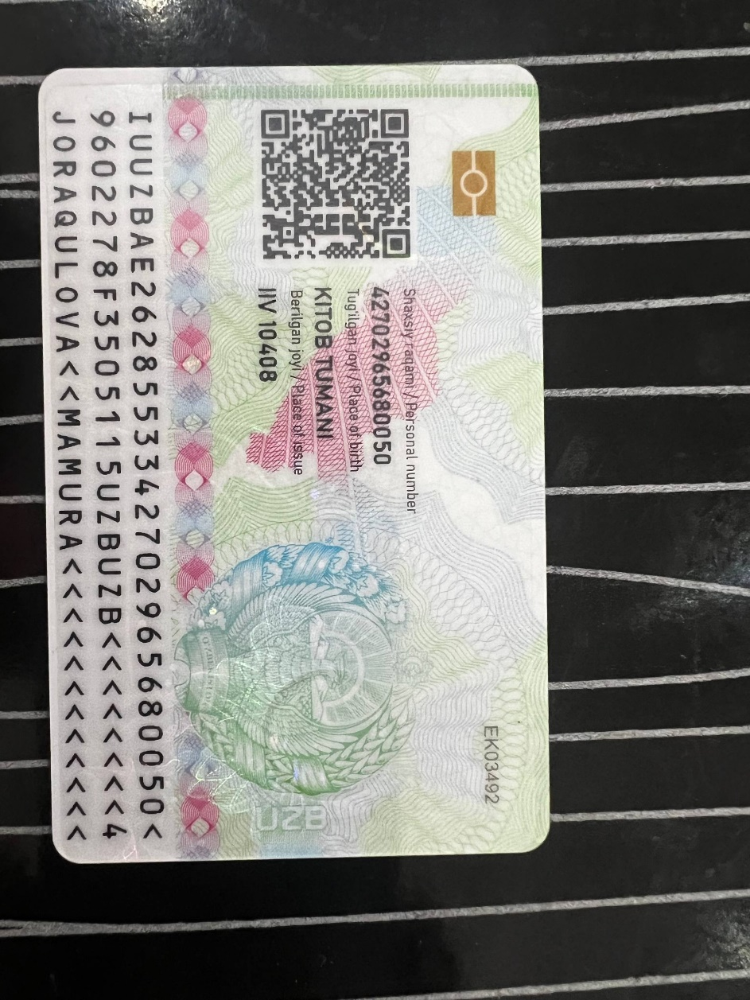 EK03492
Shaxsiy raqam / Personal number
42702965680050
Tug'ilgan joyi / Place of birth
KITOB TUMANI
Berilgan joyi / Place of issue
IIV 10408
UZB
IUUZBAE2628553342702965680050<
9602278F3505115UZBUZB<<<<<<<<4
JORAQULOVA<<MAMURA<<<<<<<<<<<<